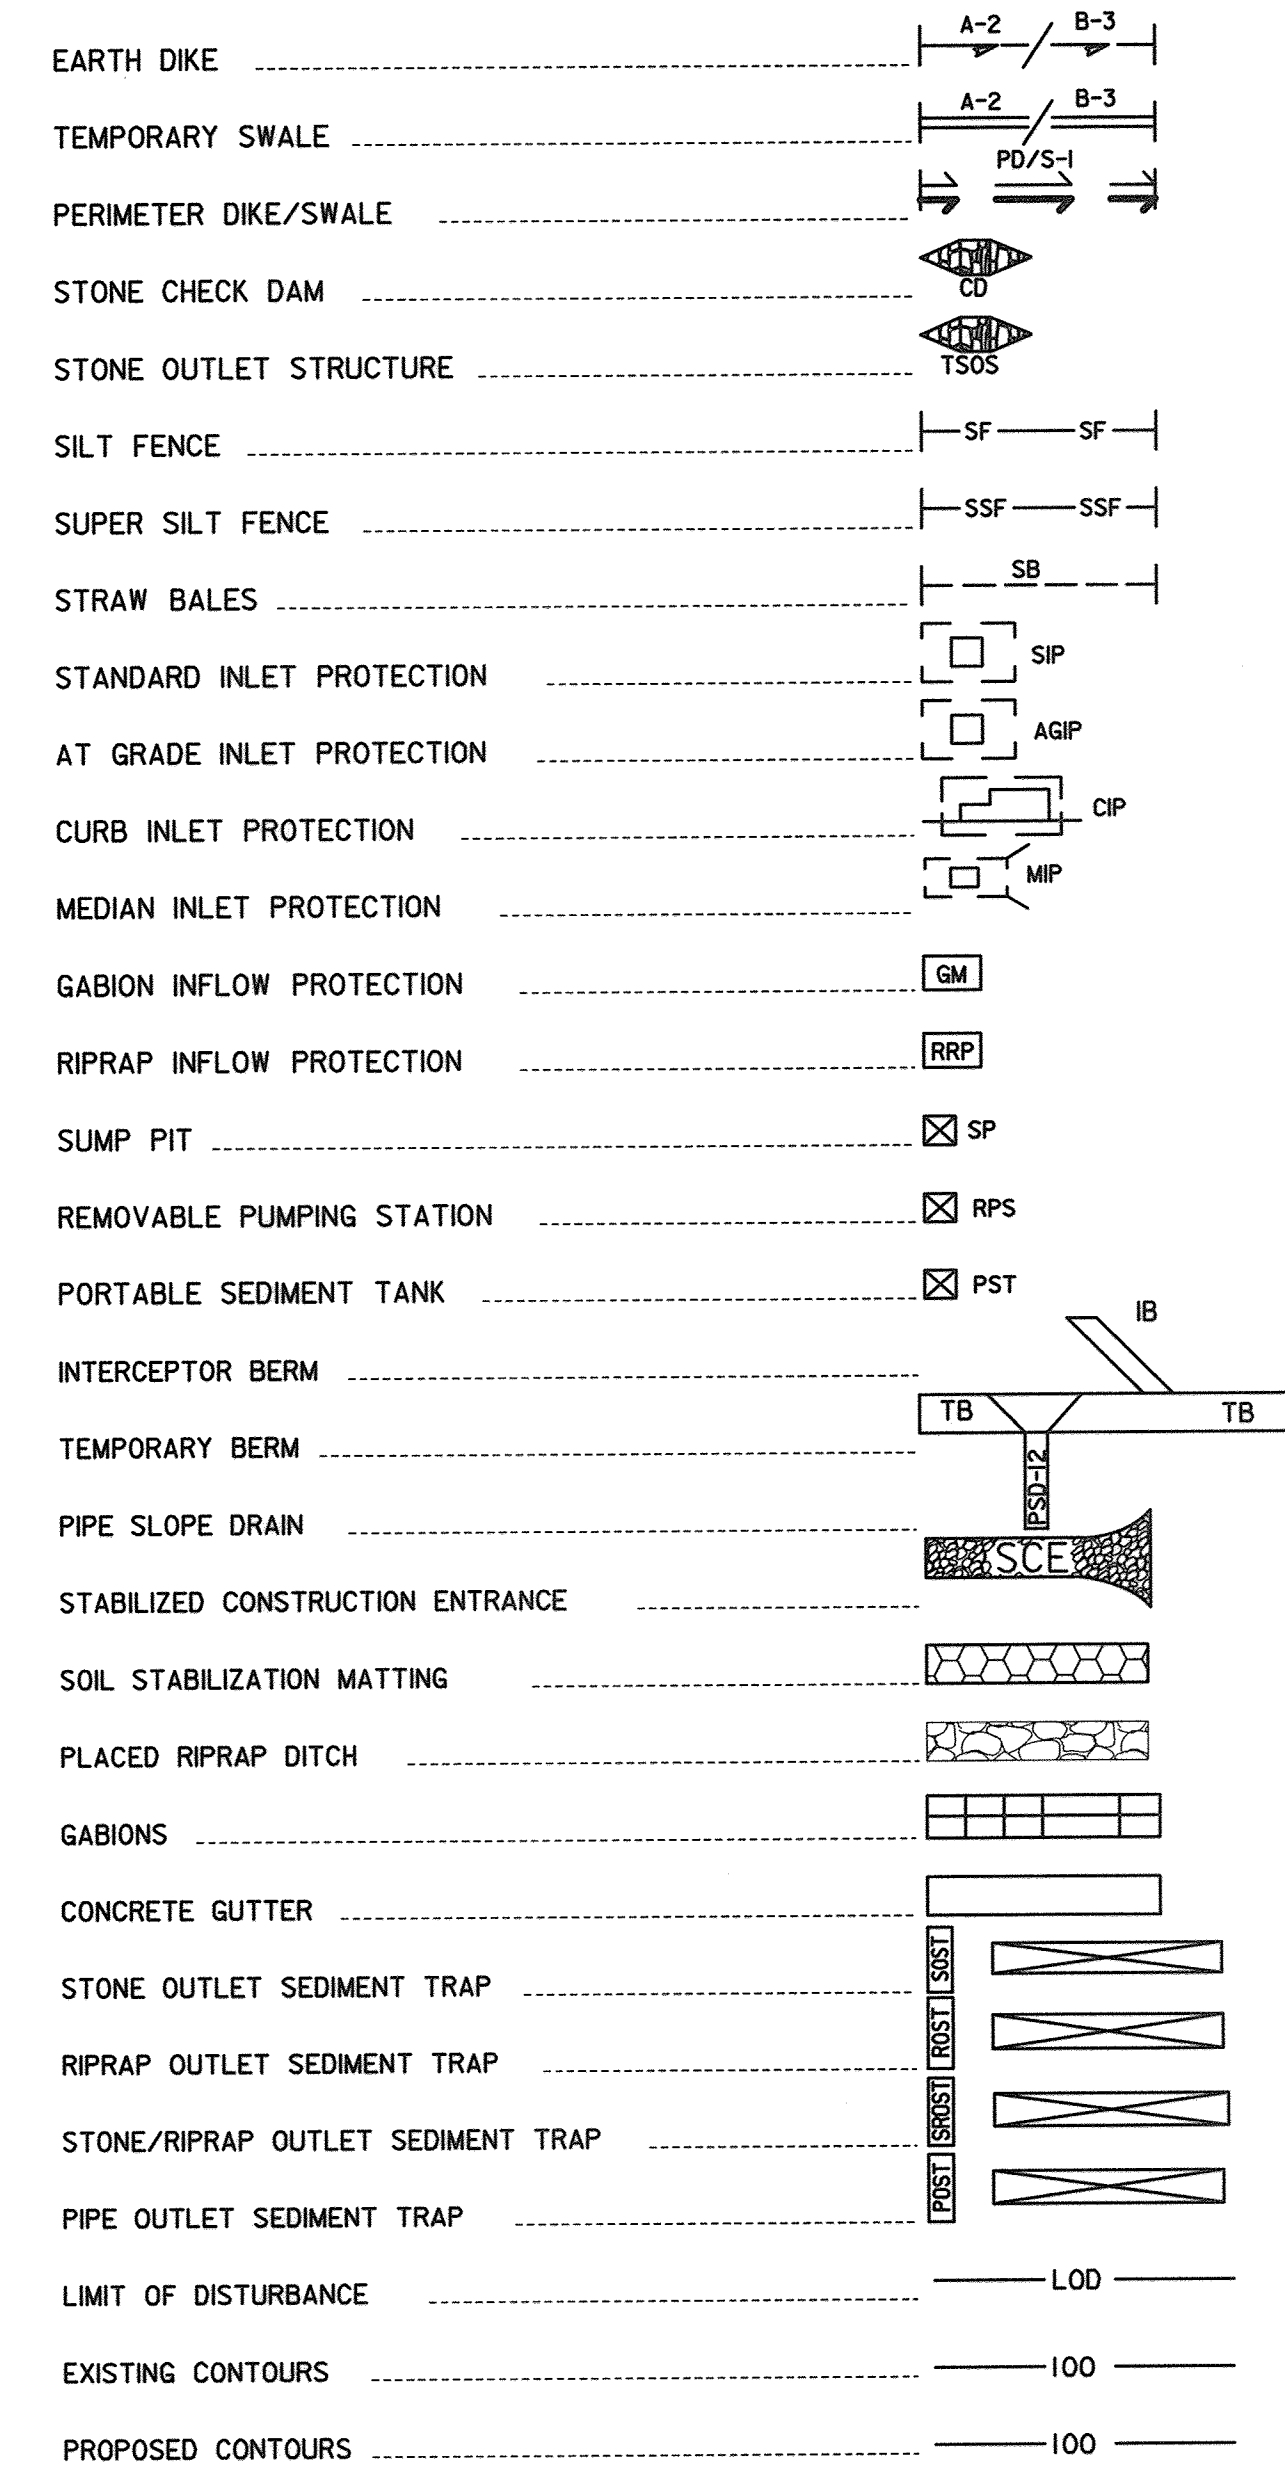 A-2 B-3
EARTH DIKE
A-2 B-3
TEMPORARY SWALE
PD/S-1
PERIMETER DIKE/SWALE
STONE CHECK DAM
CD
STONE OUTLET STRUCTURE
TSOS
SILT FENCE SF SF
SUPER SILT FENCE SSF SSF
STRAW BALES SB
STANDARD INLET PROTECTION SIP
AT GRADE INLET PROTECTION AGIP
CURB INLET PROTECTION CIP
MEDIAN INLET PROTECTION MIP
GABION INFLOW PROTECTION GM
RIPRAP INFLOW PROTECTION RRP
SUMP PIT SP
REMOVABLE PUMPING STATION RPS
PORTABLE SEDIMENT TANK PST
INTERCEPTOR BERM IB
TEMPORARY BERM TB TB
PIPE SLOPE DRAIN PSD-12
STABILIZED CONSTRUCTION ENTRANCE SCE
SOIL STABILIZATION MATTING
PLACED RIPRAP DITCH
GABIONS
CONCRETE GUTTER
STONE OUTLET SEDIMENT TRAP SOST
RIPRAP OUTLET SEDIMENT TRAP ROST
STONE/RIPRAP OUTLET SEDIMENT TRAP SROST
PIPE OUTLET SEDIMENT TRAP POST
LIMIT OF DISTURBANCE LOD
EXISTING CONTOURS 100
PROPOSED CONTOURS 100